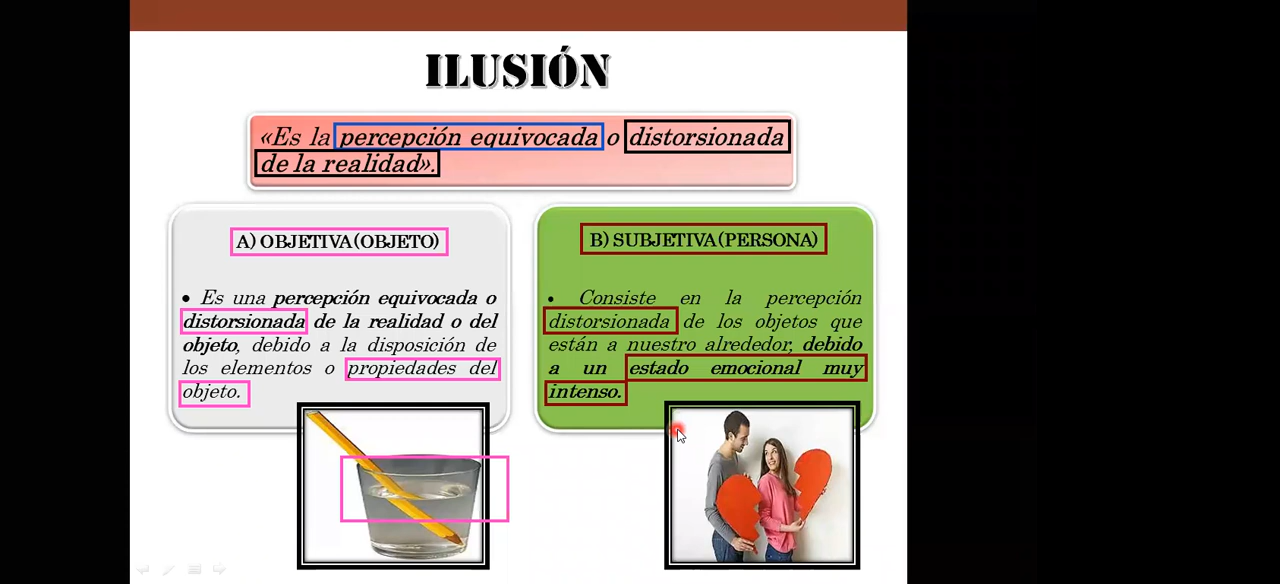 ILUSIÓN
«Es la percepción equivocada o distorsionada
de la realidad».
A) OBJETIVA(OBJETO)
• Es una percepción equivocada o
distorsionada de la realidad o del
objeto, debido a la disposición de
los elementos o propiedades del
objeto.
B) SUBJETIVA(PERSONA)
• Consiste en la percepción
distorsionada de los objetos que
están a nuestro alrededor, debido
a un estado emocional muy
intenso.